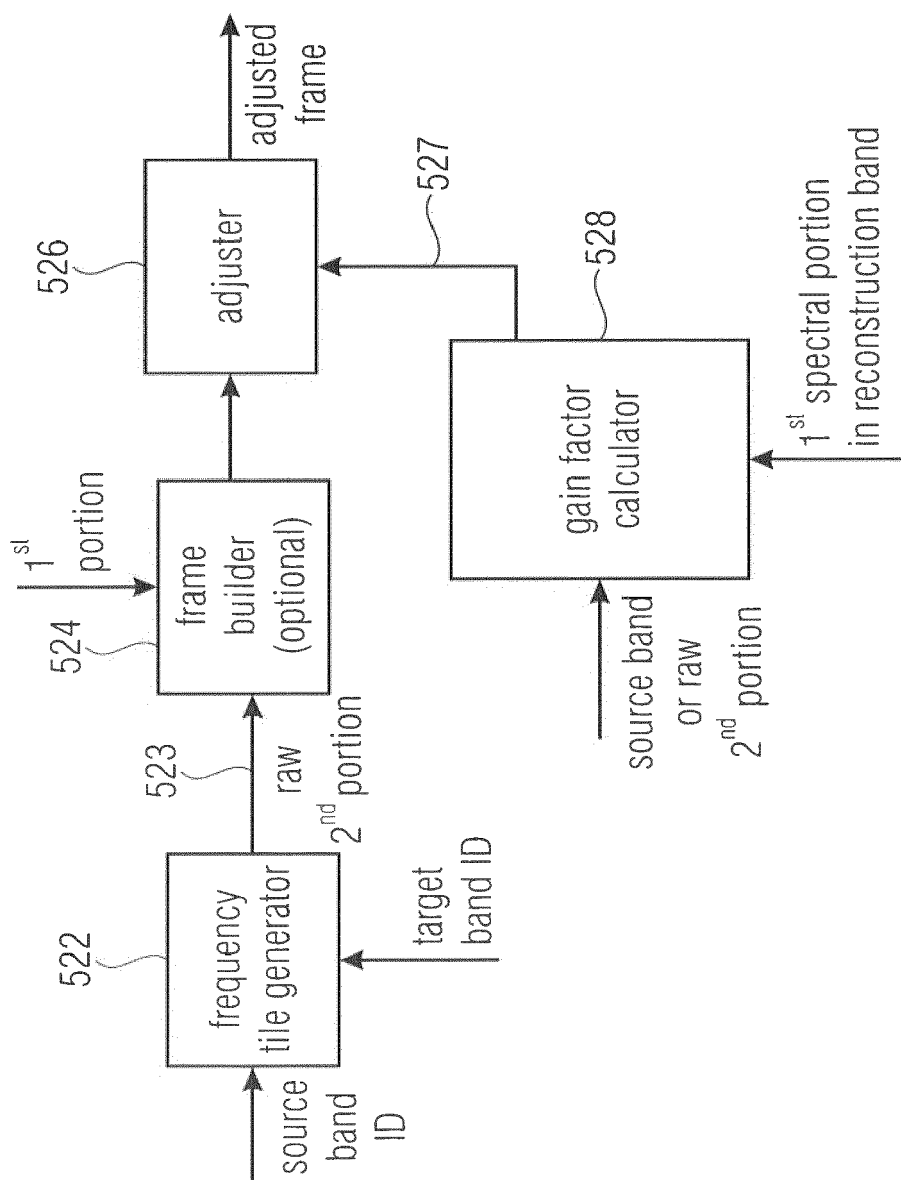 source
band
ID
522
frequency
tile generator
target
band ID
523
raw
2nd portion
524
1st
portion
frame
builder
(optional)
526
adjuster
adjusted
frame
527
528
gain factor
calculator
source band
or raw
2nd portion
1st spectral portion
in reconstruction band